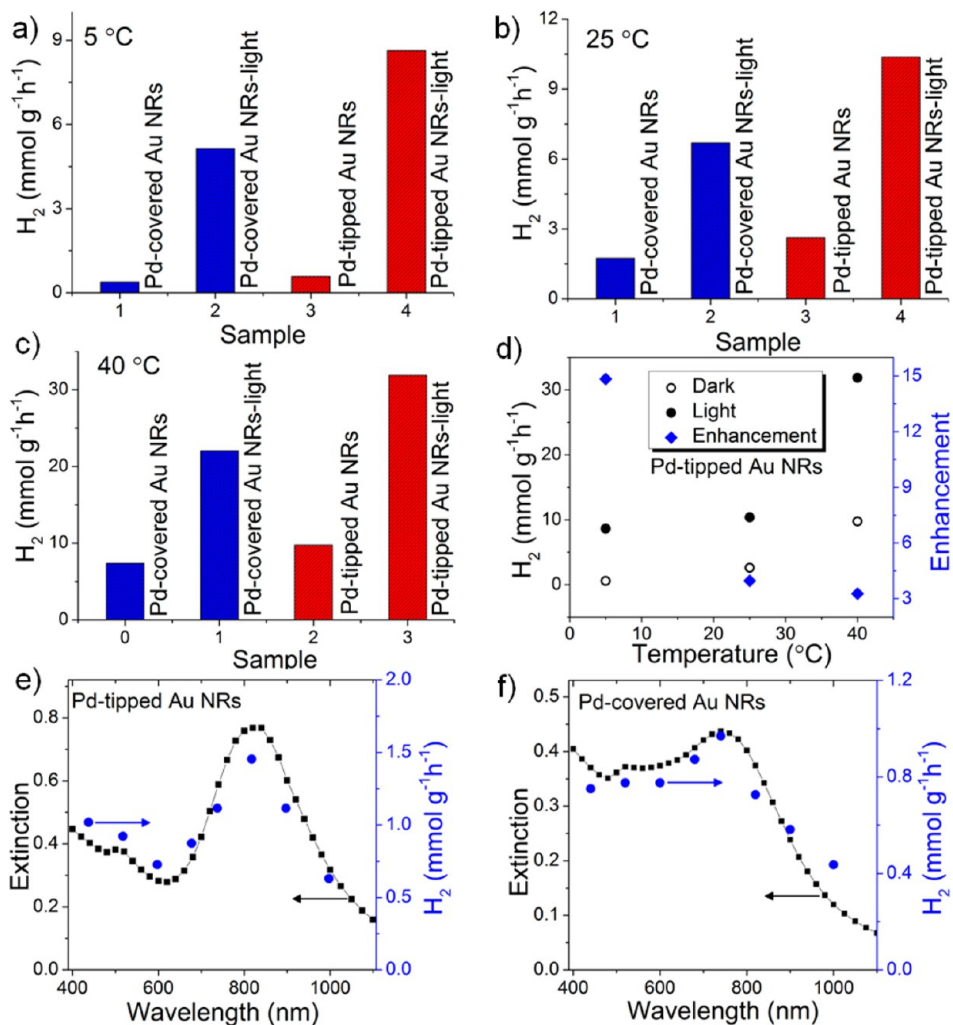 a) 5 °C
H₂ (mmol g⁻¹h⁻¹)
9
6
3
0
Pd-covered Au NRs
Pd-covered Au NRs-light
Pd-tipped Au NRs
Pd-tipped Au NRs-light
1 2 3 4
Sample
b) 25 °C
H₂ (mmol g⁻¹h⁻¹)
12
9
6
3
0
Pd-covered Au NRs
Pd-covered Au NRs-light
Pd-tipped Au NRs
Pd-tipped Au NRs-light
1 2 3 4
Sample
c) 40 °C
H₂ (mmol g⁻¹h⁻¹)
30
20
10
0
Pd-covered Au NRs
Pd-covered Au NRs-light
Pd-tipped Au NRs
Pd-tipped Au NRs-light
0 1 2 3
Sample
d)
H₂ (mmol g⁻¹h⁻¹)
30
20
10
0
Dark
Light
Enhancement
Pd-tipped Au NRs
15
12
9
6
3
Enhancement
0 10 20 30 40
Temperature (°C)
e) Pd-tipped Au NRs
Extinction
0.8
0.6
0.4
0.2
0.0
2.0
1.5
1.0
0.5
0.0
H₂ (mmol g⁻¹h⁻¹)
400 600 800 1000
Wavelength (nm)
f) Pd-covered Au NRs
Extinction
0.5
0.4
0.3
0.2
0.1
0.0
1.2
0.8
0.4
0.0
H₂ (mmol g⁻¹h⁻¹)
400 600 800 1000
Wavelength (nm)